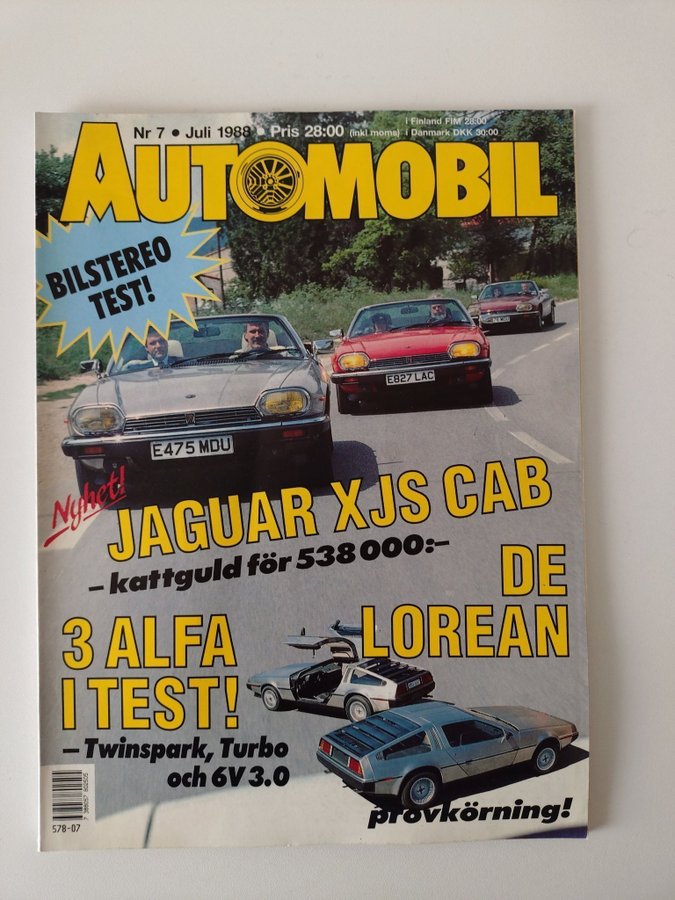 Nr 7 • Juli 1988 • Pris 28:00 (inkl moms)
i Finland FIM 28:00
i Danmark DKK 30:00
AUTOMOBIL
BILSTEREO
TEST!
E827 LAC
E475 MDU
Nyhet!
JAGUAR XJS CAB
– kattguld för 538 000:–
DE
LOREAN
3 ALFA
I TEST!
– Twinspark, Turbo
och 6V 3.0
provkörning!
578-07